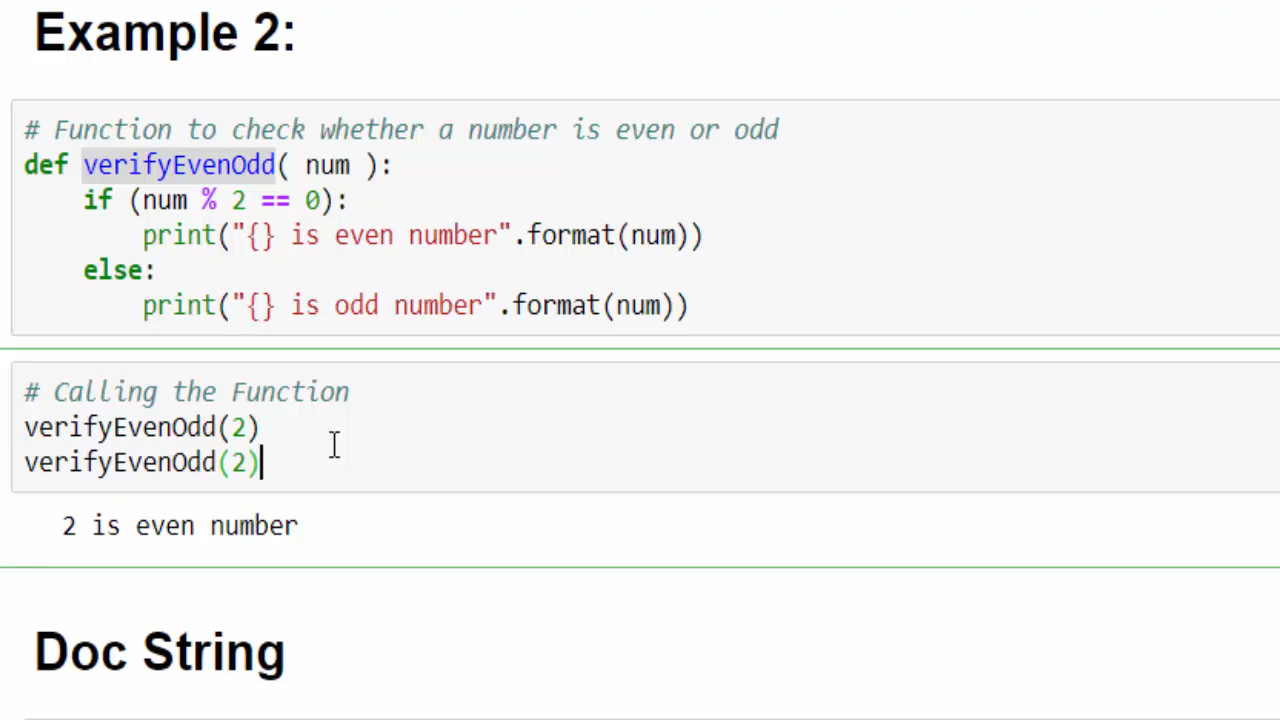 Example 2:
# Function to check whether a number is even or odd
def verifyEvenOdd( num ):
    if (num % 2 == 0):
        print("{} is even number".format(num))
    else:
        print("{} is odd number".format(num))
# Calling the Function
verifyEvenOdd(2)
verifyEvenOdd(2)
2 is even number
Doc String